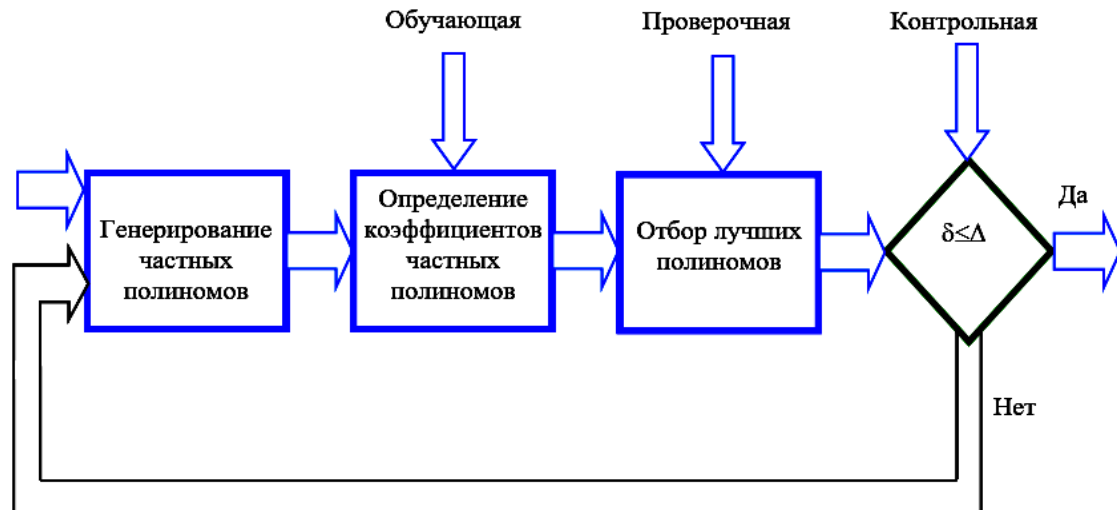 Обучающая
Проверочная
Контрольная
Генерирование
частных
полиномов
Определение
коэффициентов
частных
полиномов
Отбор лучших
полиномов
δ≤Δ
Да
Нет